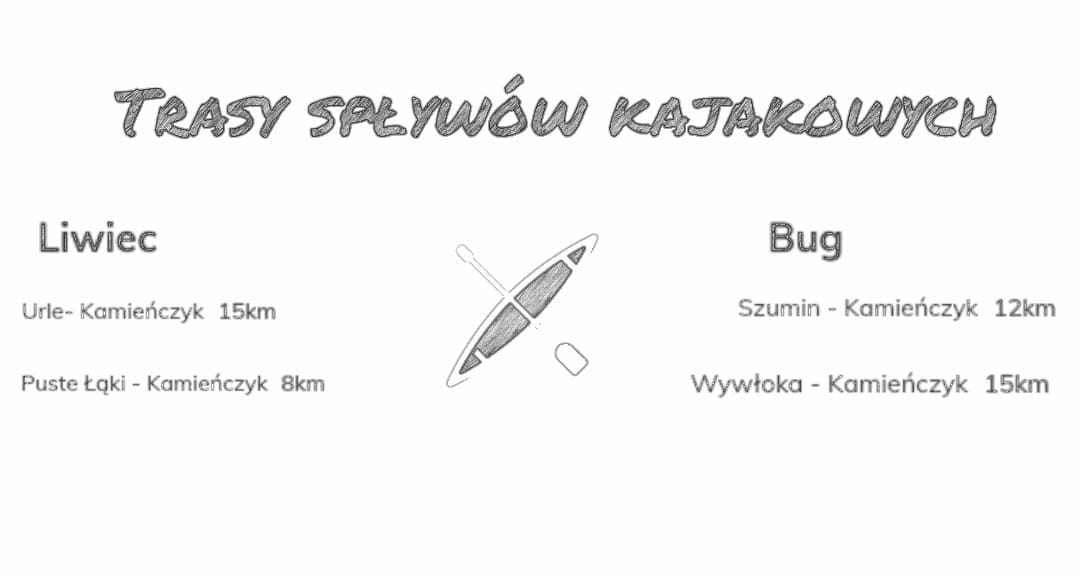 Trasy spływów kajakowych
Liwiec
Urle- Kamieńczyk 15km
Puste Łąki - Kamieńczyk 8km
Bug
Szumin - Kamieńczyk 12km
Wywłoka - Kamieńczyk 15km